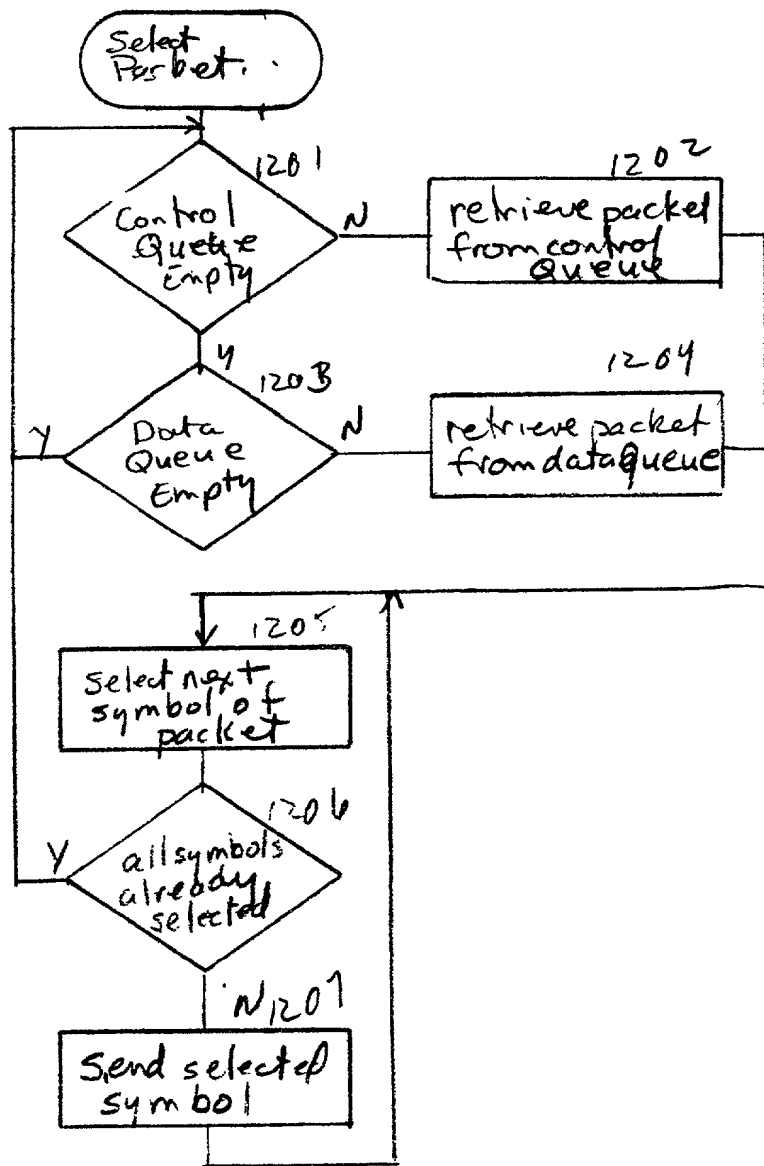 Select
Packet
1201
Control
Queue
Empty
N
1202
retrieve packet
from control
Queue
Y
1203
Data
Queue
Empty
Y
N
1204
retrieve packet
from data Queue
1205
select next
symbol of
packet
1206
all symbols
already
selected
Y
N
1207
Send selected
symbol